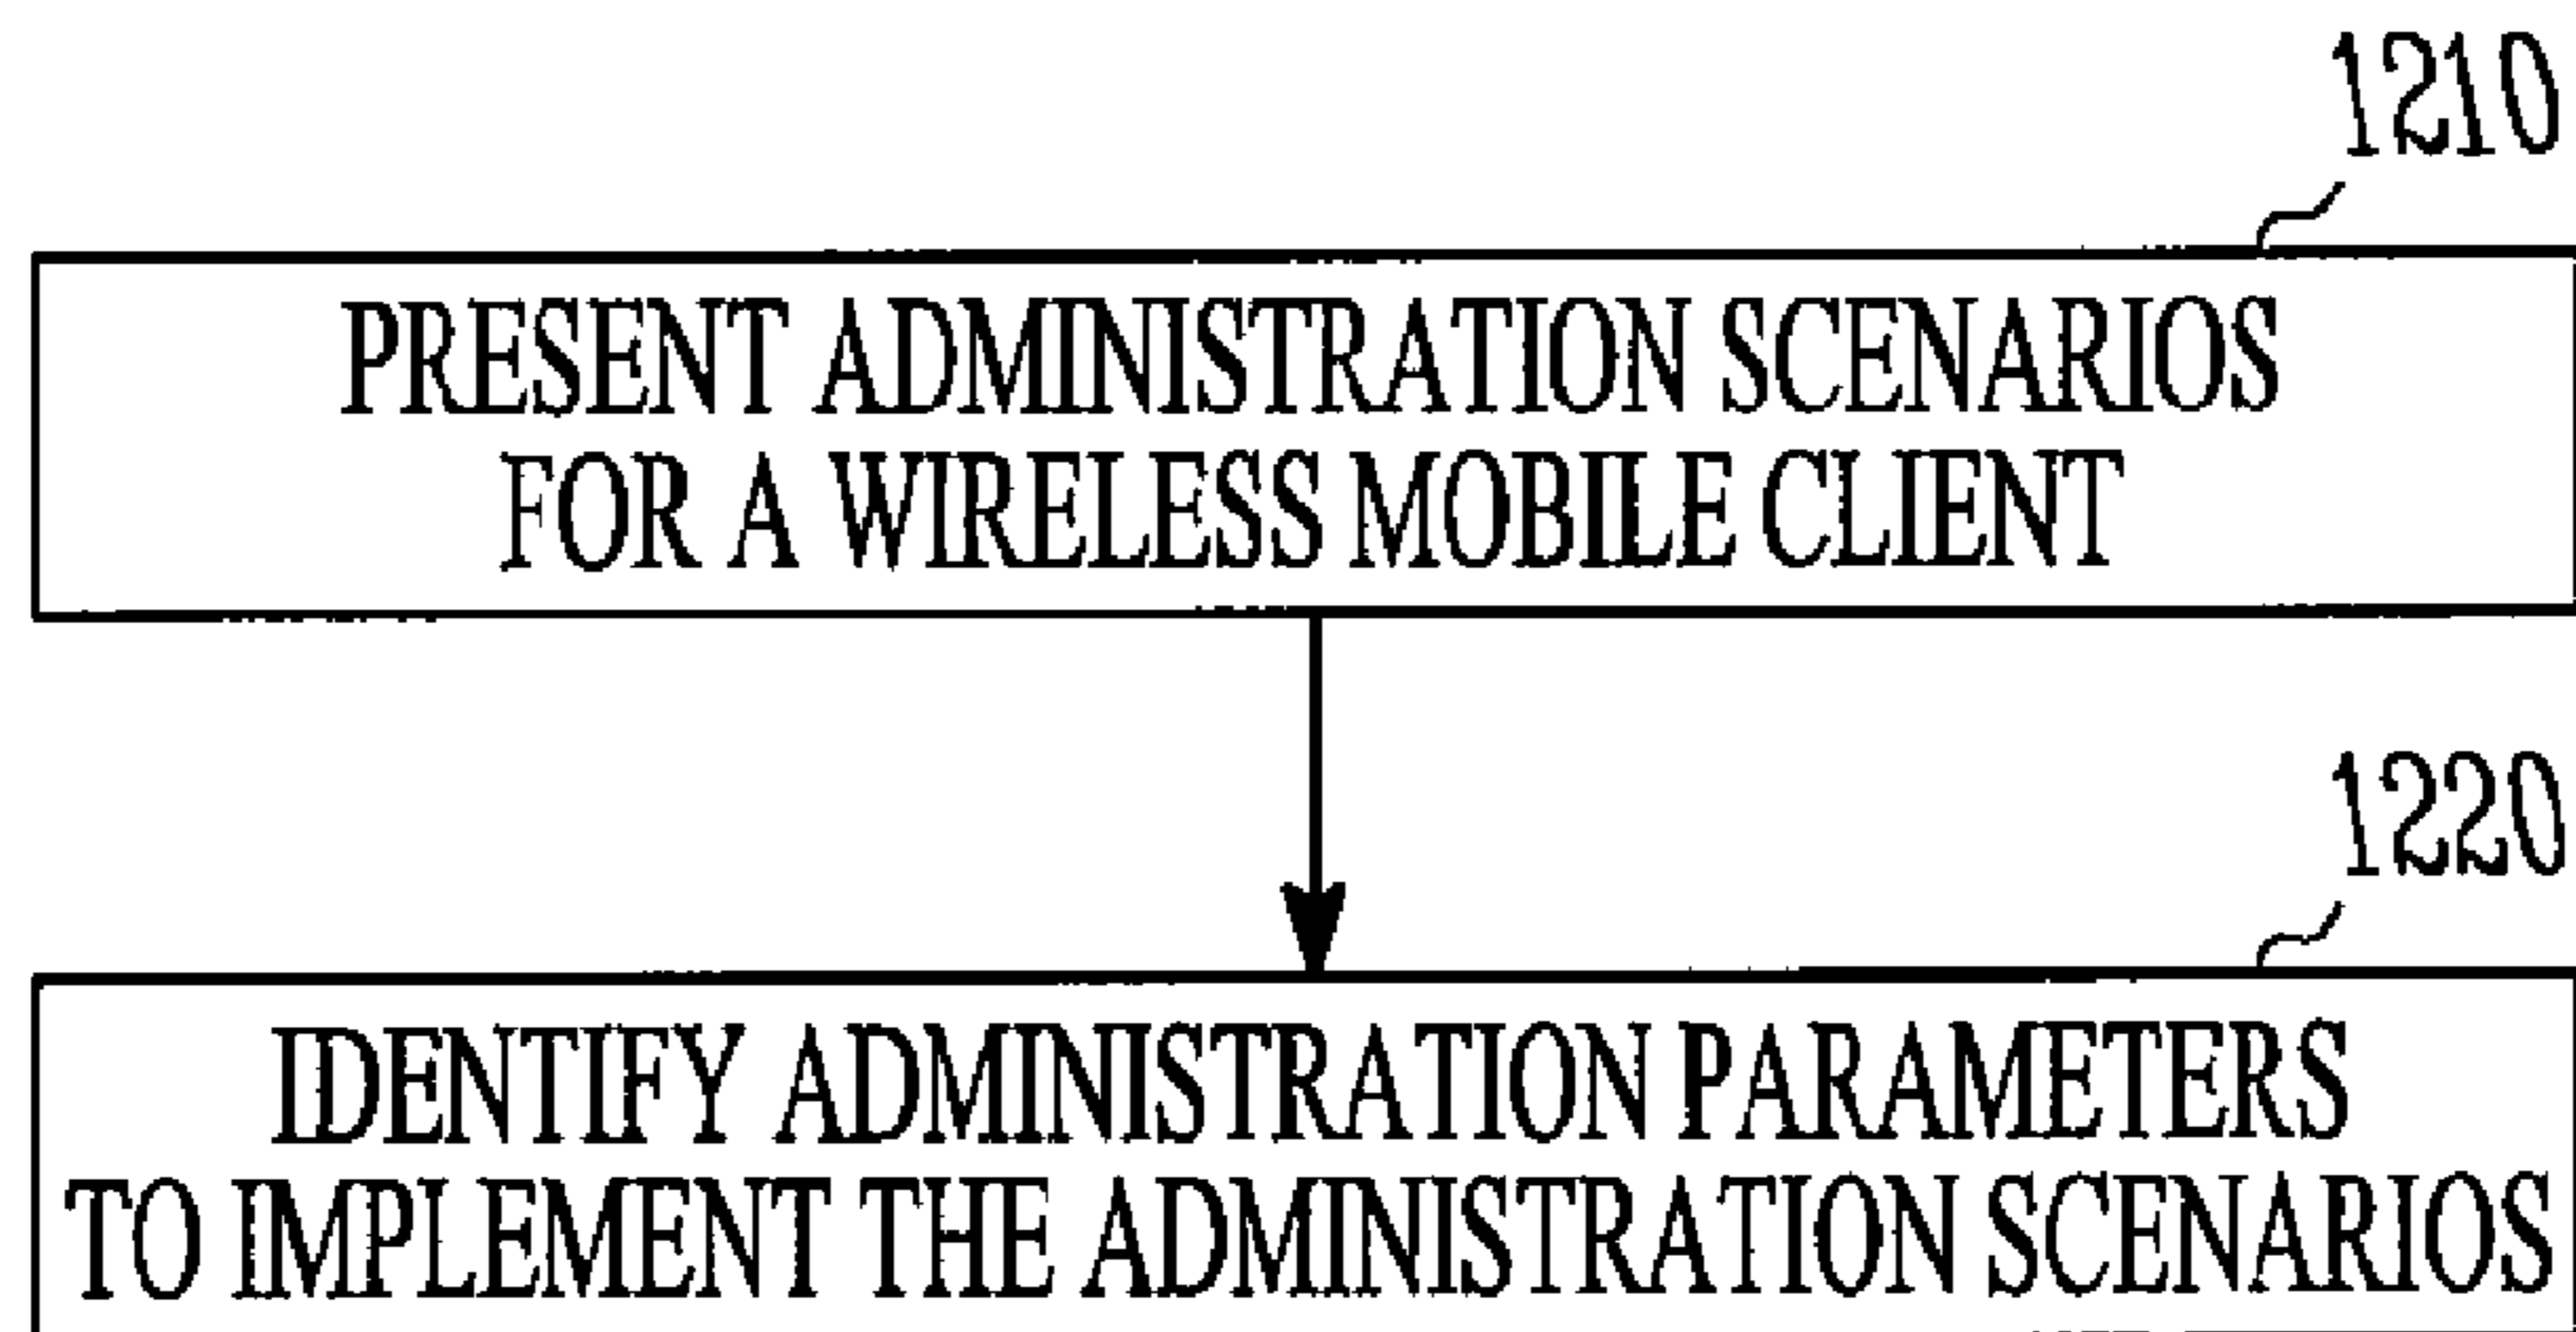 1210
PRESENT ADMINISTRATION SCENARIOS
FOR A WIRELESS MOBILE CLIENT
1220
IDENTIFY ADMINISTRATION PARAMETERS
TO IMPLEMENT THE ADMINISTRATION SCENARIOS